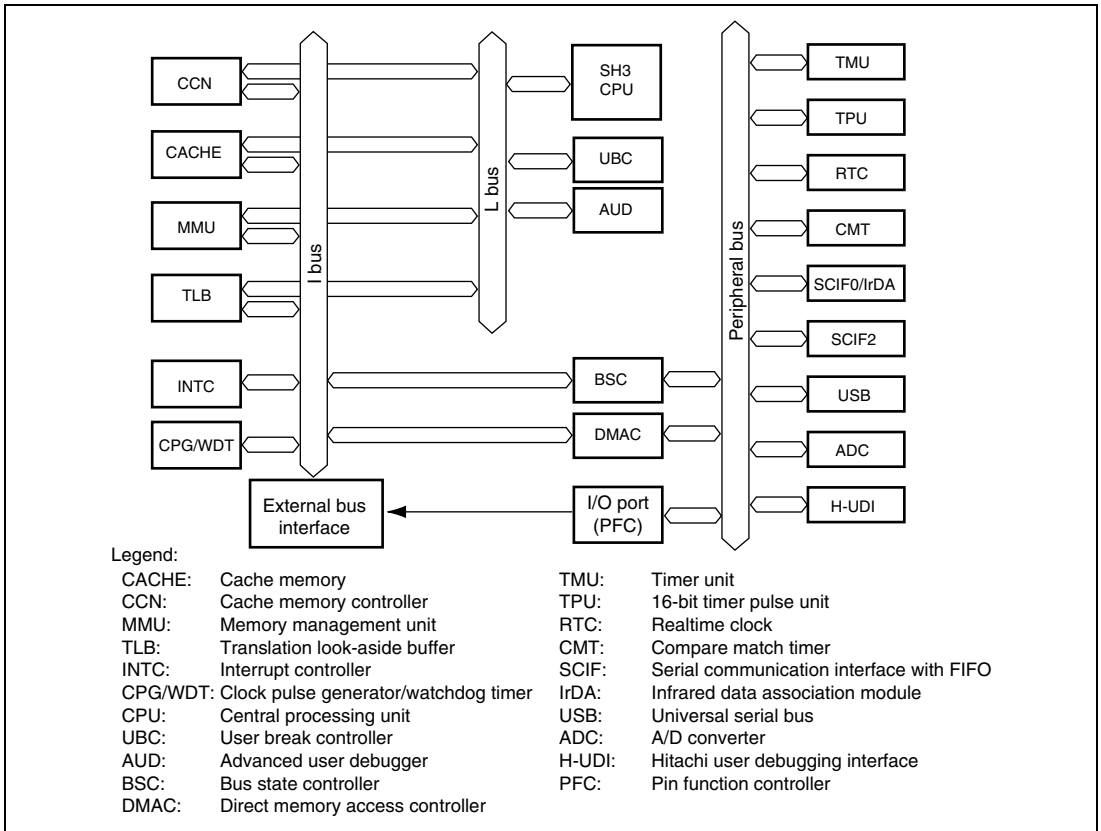 CCN
CACHE
MMU
TLB
INTC
CPG/WDT
I bus
L bus
SH3
CPU
UBC
AUD
BSC
DMAC
I/O port
(PFC)
External bus
interface
Peripheral bus
TMU
TPU
RTC
CMT
SCIF0/IrDA
SCIF2
USB
ADC
H-UDI
Legend:
CACHE: Cache memory
CCN: Cache memory controller
MMU: Memory management unit
TLB: Translation look-aside buffer
INTC: Interrupt controller
CPG/WDT: Clock pulse generator/watchdog timer
CPU: Central processing unit
UBC: User break controller
AUD: Advanced user debugger
BSC: Bus state controller
DMAC: Direct memory access controller
TMU: Timer unit
TPU: 16-bit timer pulse unit
RTC: Realtime clock
CMT: Compare match timer
SCIF: Serial communication interface with FIFO
IrDA: Infrared data association module
USB: Universal serial bus
ADC: A/D converter
H-UDI: Hitachi user debugging interface
PFC: Pin function controller